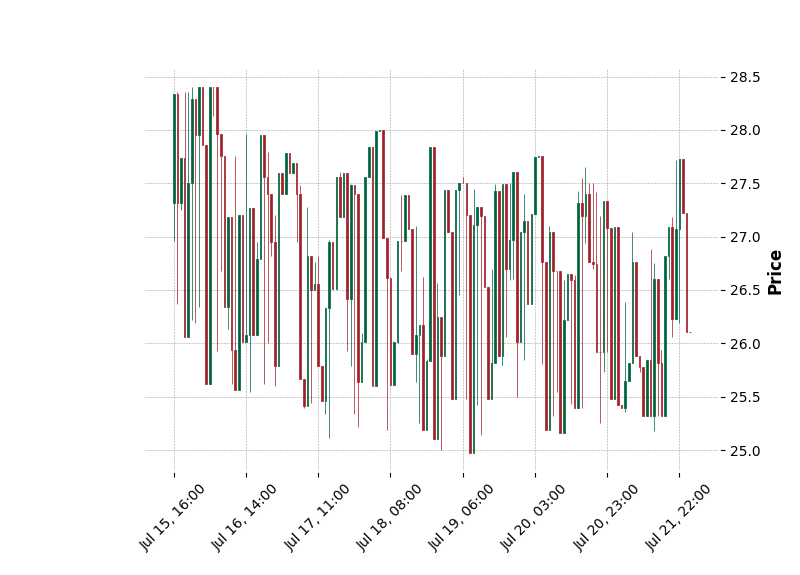 28.5
28.0
27.5
27.0
26.5
26.0
25.5
25.0
Price
Jul 15, 16:00
Jul 16, 14:00
Jul 17, 11:00
Jul 18, 08:00
Jul 19, 06:00
Jul 20, 03:00
Jul 20, 23:00
Jul 21, 22:00